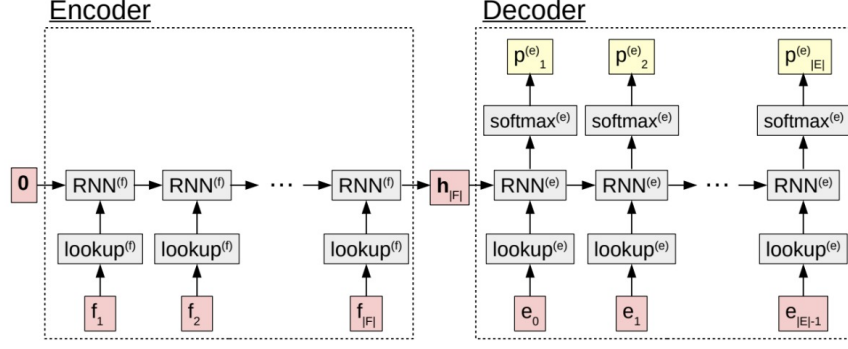 Encoder Decoder
p(e)1 p(e)2 p(e)|E|
softmax(e) softmax(e) softmax(e)
0 RNN(f) RNN(f) ··· RNN(f) h|F| RNN(e) RNN(e) ··· RNN(e)
lookup(f) lookup(f) lookup(f) lookup(e) lookup(e) lookup(e)
f1 f2 f|F| e0 e1 e|E|-1